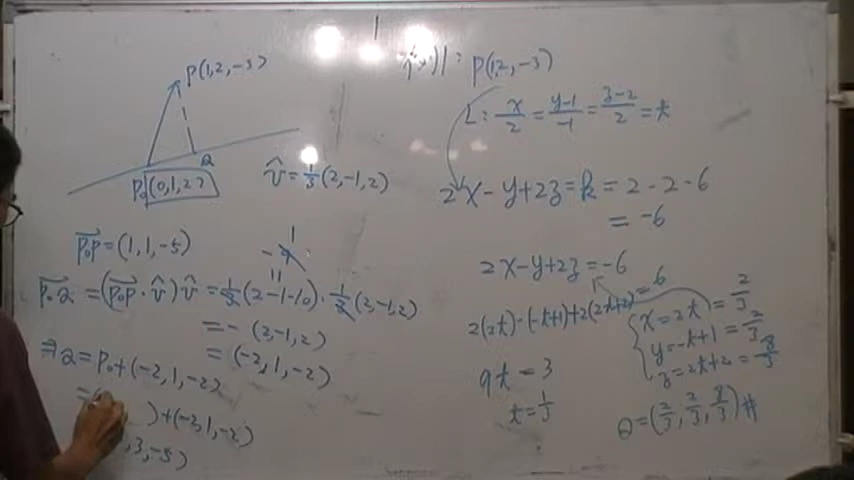 P(1,2,-3)
Q
P₀(0,1,2)
v̂ = 1/3 (2,-1,2)
P₀P = (1,1,-5)
P₀Q = (P₀P · v̂) v̂ = 1/3 (2-1-10) · 1/3 (2,-1,2)
= - (2,-1,2)
= (-2,1,-2)
⇒ Q = P₀ + (-2,1,-2)
) + (-2,1,-2)
,3,-5)
P(1,2,-3)
L: x/2 = (y-1)/-1 = (z-2)/2 = t
2x-y+2z = k = 2-2-6
= -6
2x-y+2z = -6
2(2t)-(-t+1)+2(2t+2) = 6
x = 2t = 2/3
y = -t+1 = 2/3
z = 2t+2 = 8/3
9t = 3
t = 1/3
Q = (2/3, 2/3, 8/3) #